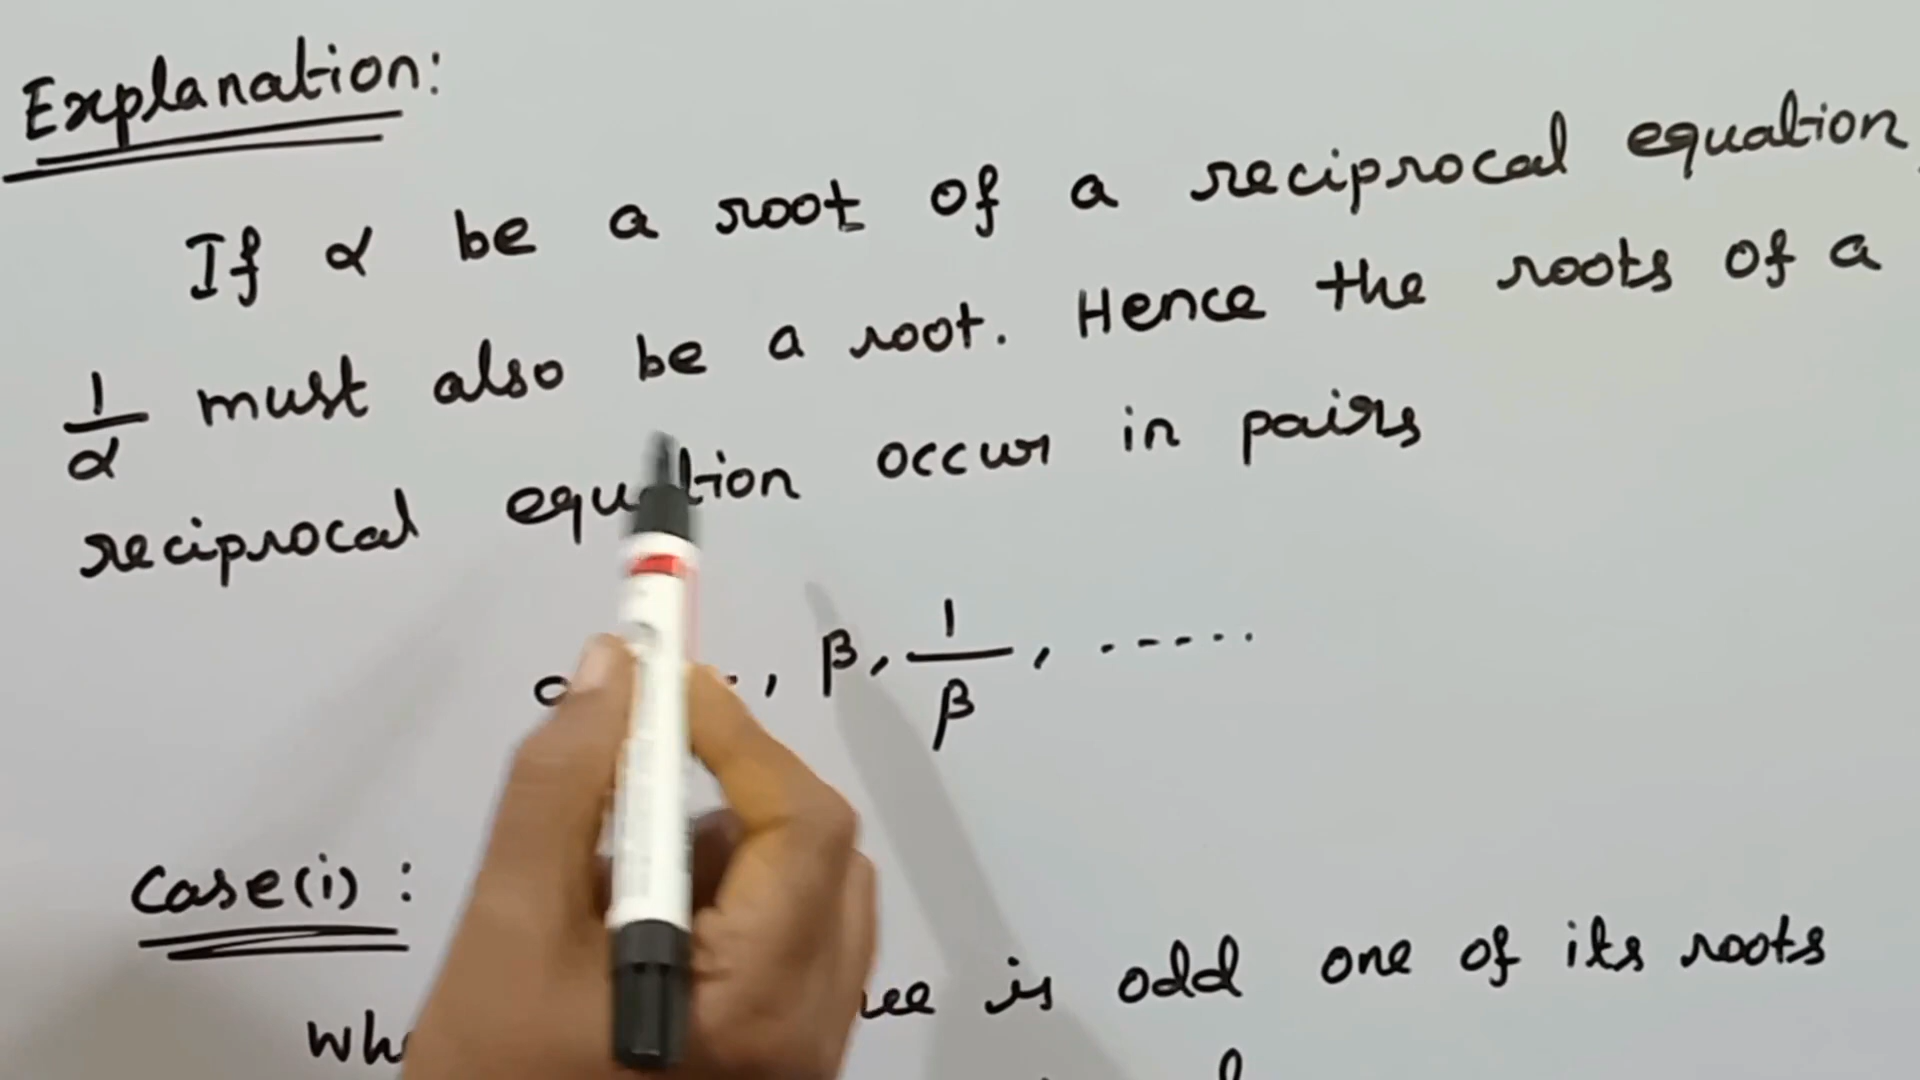 Explanation:
If α be a root of a reciprocal equation,
1/α must also be a root. Hence the roots of a
reciprocal equation occur in pairs
, β, 1/β, ......
Case(i):
is odd one of its roots